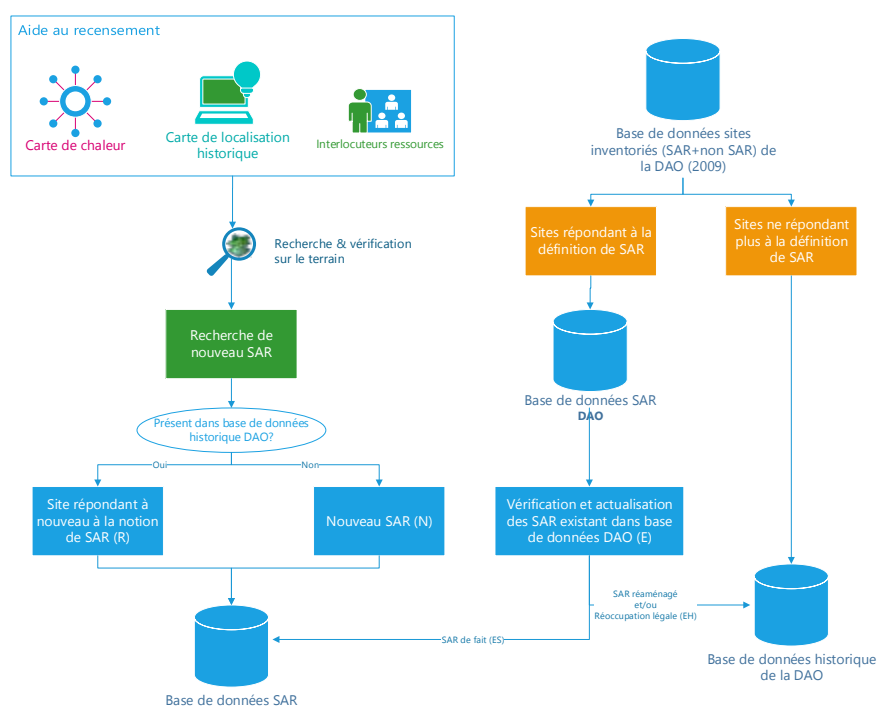 Aide au recensement
Carte de chaleur
Carte de localisation
historique
Interlocuteurs ressources
Recherche & vérification
sur le terrain
Recherche de
nouveau SAR
Présent dans base de données
historique DAO?
Oui
Non
Site répondant à
nouveau à la notion
de SAR (R)
Nouveau SAR (N)
Base de données SAR
Base de données sites
inventoriés (SAR+non SAR) de
la DAO (2009)
Sites répondant à la
définition de SAR
Sites ne répondant
plus à la définition
de SAR
Base de données SAR
DAO
Vérification et actualisation
des SAR existant dans base
de données DAO (E)
SAR réaménagé
et/ou
Réoccupation légale (EH)
SAR de fait (ES)
Base de données historique
de la DAO